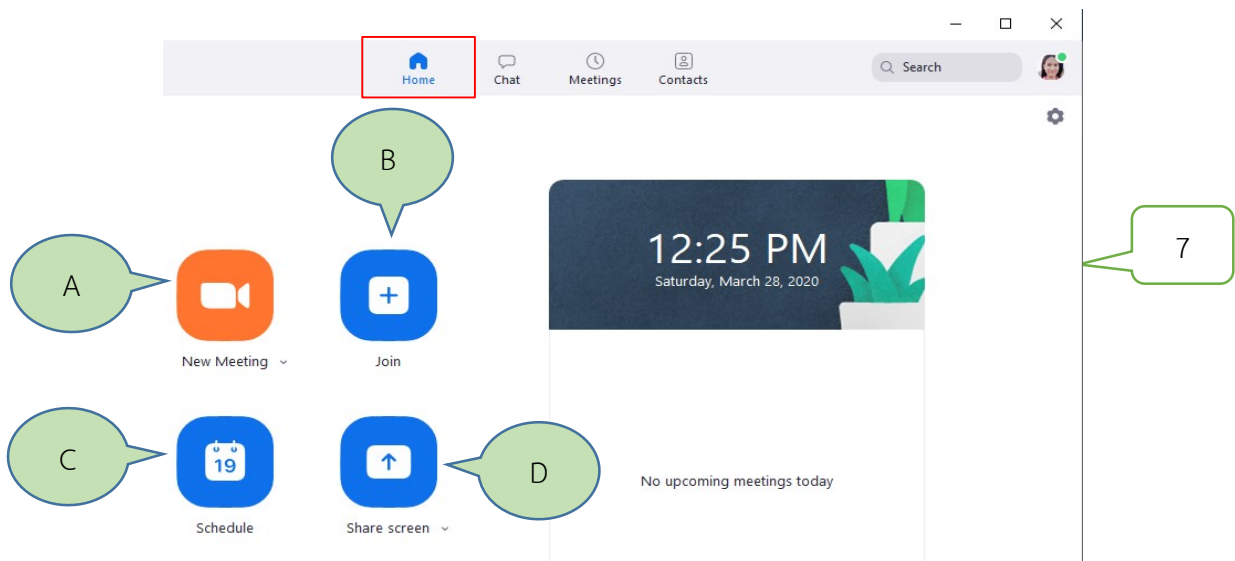 Home
Chat
Meetings
Contacts
Search
B
12:25 PM
Saturday, March 28, 2020
7
A
New Meeting
Join
C
19
D
No upcoming meetings today
Schedule
Share screen